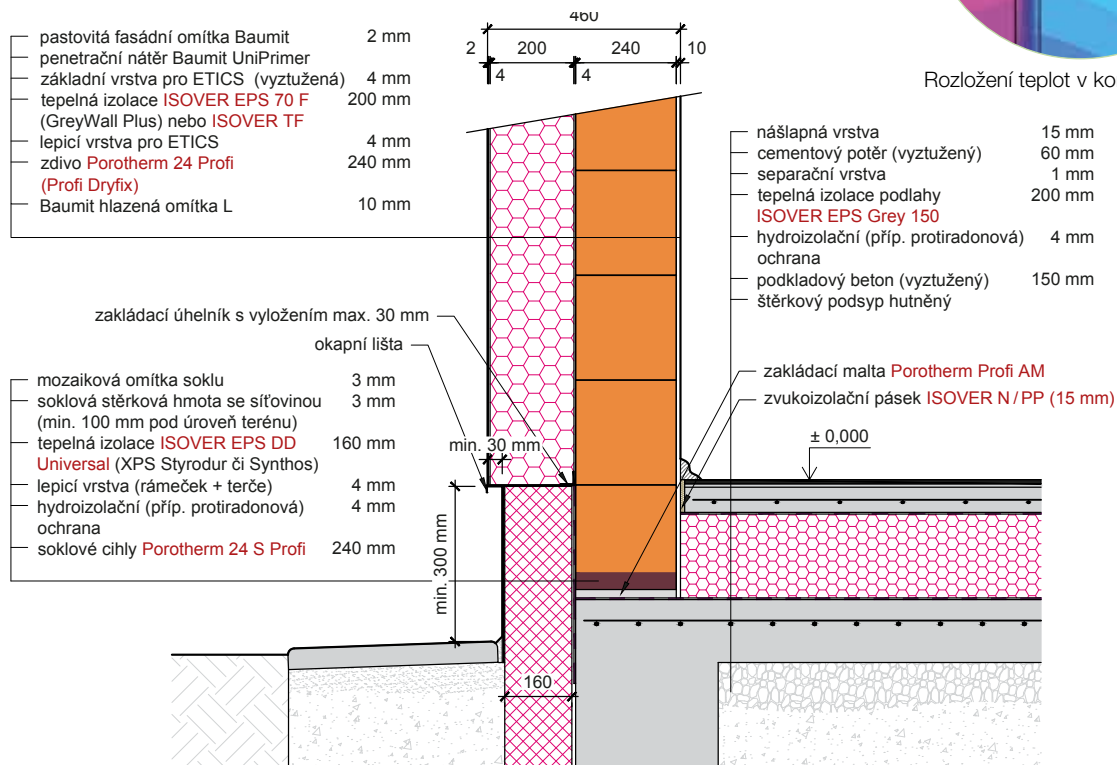 pastovitá fasádní omítka Baumit 2 mm
penetrační nátěr Baumit UniPrimer
základní vrstva pro ETICS (vyztužená) 4 mm
tepelná izolace ISOVER EPS 70 F 200 mm
(GreyWall Plus) nebo ISOVER TF
lepicí vrstva pro ETICS 4 mm
zdivo Porotherm 24 Profi 240 mm
(Profi Dryfix)
Baumit hlazená omítka L 10 mm
460
2 200 240 10
4 4
Rozložení teplot v ko
nášlapná vrstva 15 mm
cementový potěr (vyztužený) 60 mm
separační vrstva 1 mm
tepelná izolace podlahy 200 mm
ISOVER EPS Grey 150
hydroizolační (příp. protiradonová) 4 mm
ochrana
podkladový beton (vyztužený) 150 mm
štěrkový podsyp hutněný
zakládací úhelník s vyložením max. 30 mm
okapní lišta
mozaiková omítka soklu 3 mm
soklová stěrková hmota se síťovinou 3 mm
(min. 100 mm pod úroveň terénu)
tepelná izolace ISOVER EPS DD 160 mm
Universal (XPS Styrodur či Synthos)
lepicí vrstva (rámeček + terče) 4 mm
hydroizolační (příp. protiradonová) 4 mm
ochrana
soklové cihly Porotherm 24 S Profi 240 mm
min. 30 mm
min. 300 mm
zakládací malta Porotherm Profi AM
zvukoizolační pásek ISOVER N / PP (15 mm)
± 0,000
160